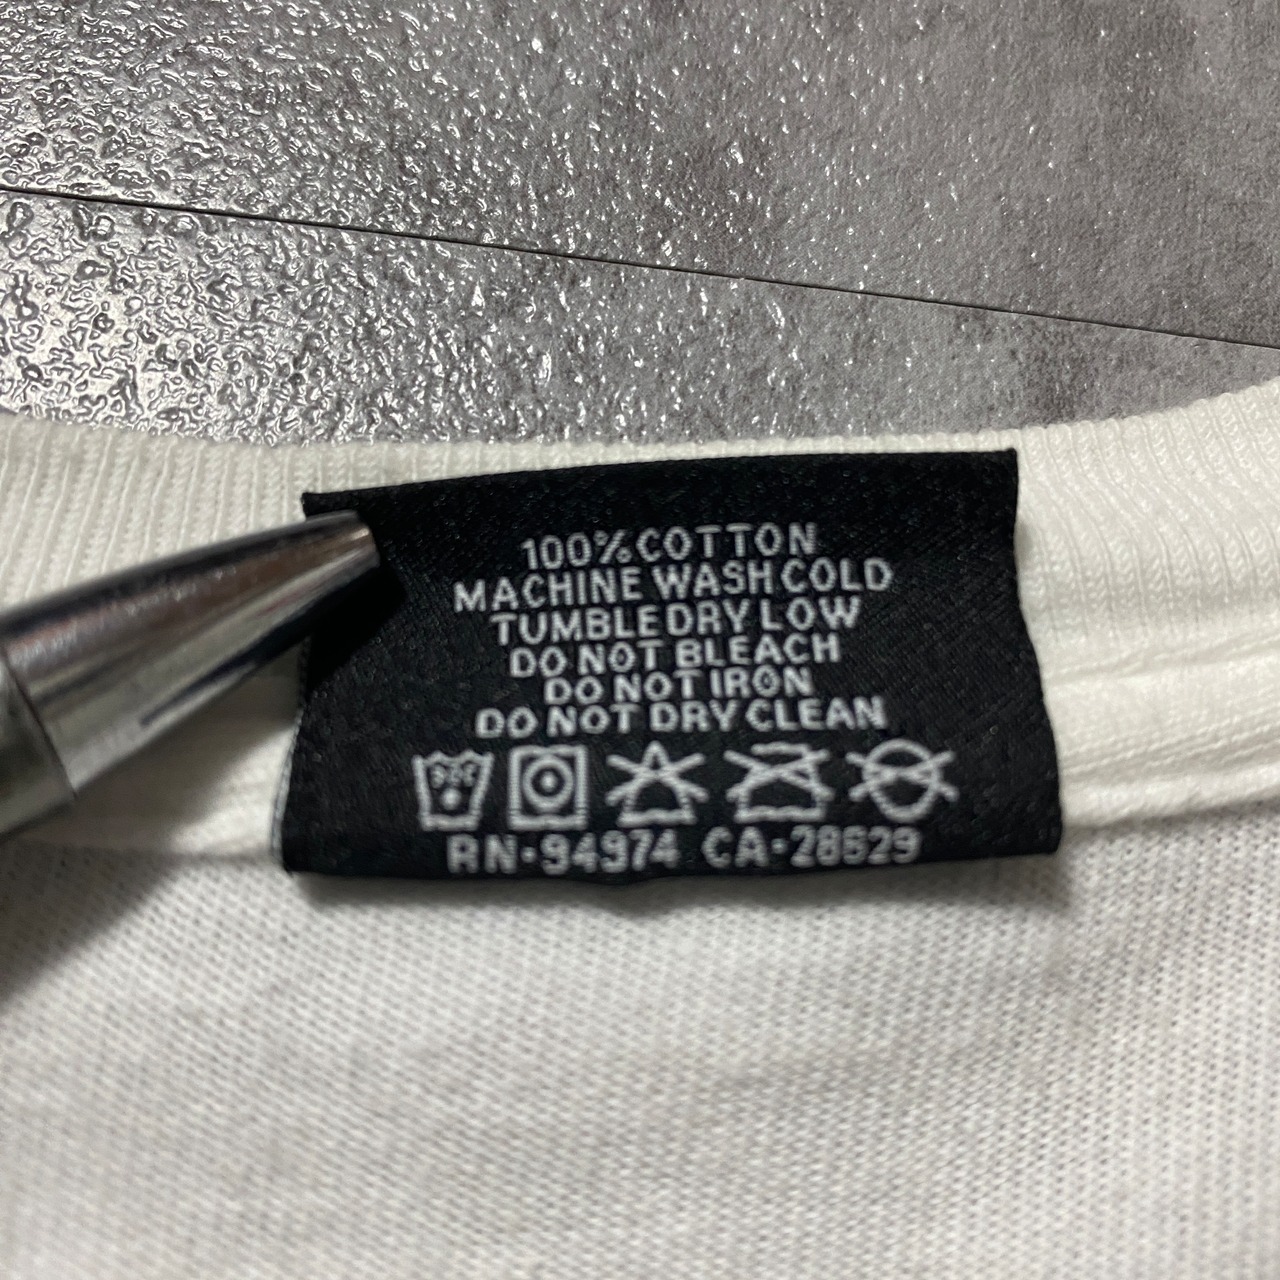 100% COTTON
MACHINE WASH COLD
TUMBLE DRY LOW
DO NOT BLEACH
DO NOT IRON
DO NOT DRY CLEAN
RN·94974 CA·28629